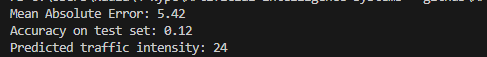 Mean Absolute Error: 5.42
Accuracy on test set: 0.12
Predicted traffic intensity: 24